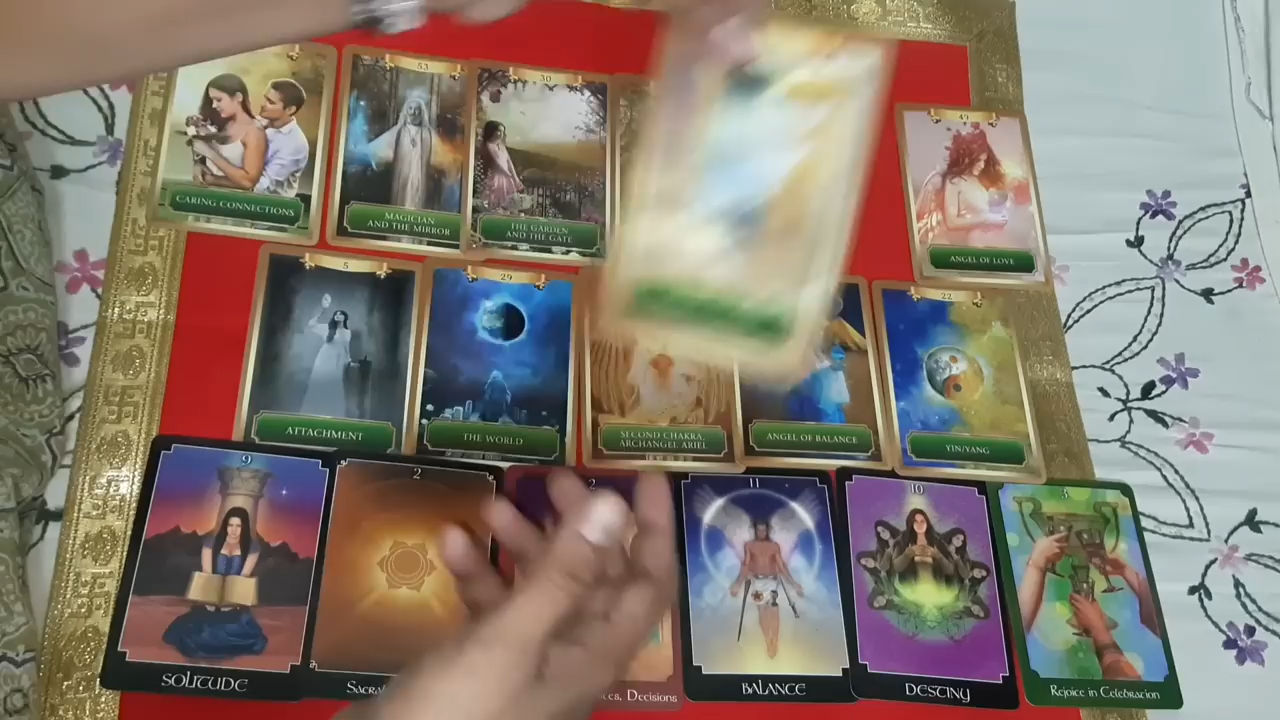 CARING CONNECTIONS
53
MAGICIAN
AND THE MIRROR
30
THE GARDEN
AND THE GATE
49
ANGEL OF LOVE
5
ATTACHMENT
29
THE WORLD
SECOND CHAKRA,
ARCHANGEL ARIEL
ANGEL OF BALANCE
22
YIN/YANG
9
SOLITUDE
2
2
Decisions
11
BALANCE
10
DESTINY
3
Rejoice in Celebration